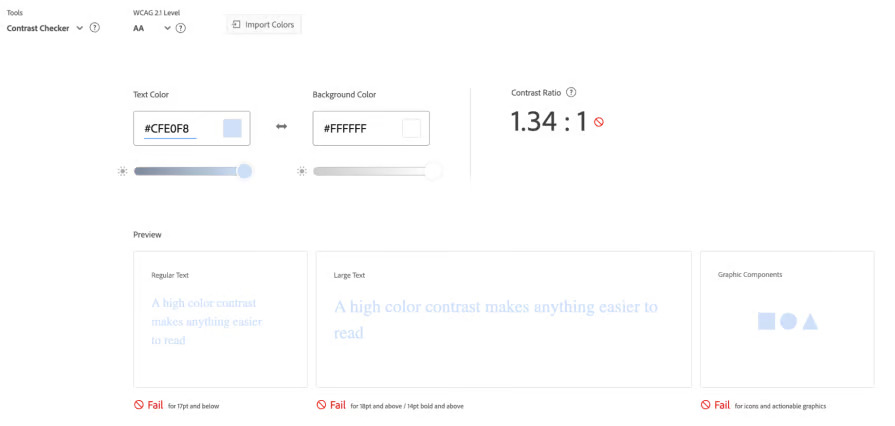 Tools
WCAG 2.1 Level
Contrast Checker
AA
Import Colors
Text Color
Background Color
Contrast Ratio
#CFE0F8
#FFFFFF
1.34 : 1
Preview
Regular Text
Large Text
Graphic Components
A high color contrast
makes anything easier
to read
A high color contrast makes anything easier to
read
Fail for 17pt and below
Fail for 18pt and above / 14pt bold and above
Fail for icons and actionable graphics